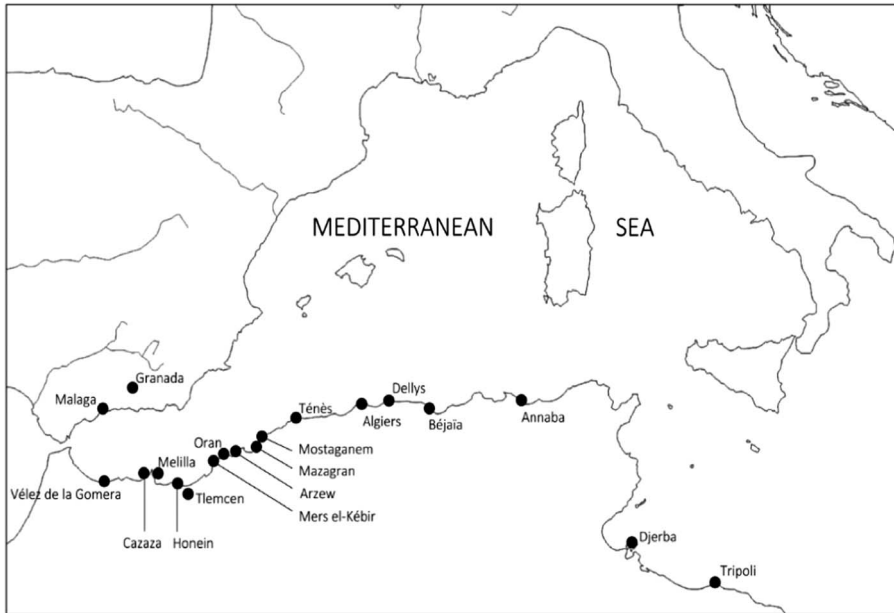 MEDITERRANEAN SEA
Granada
Malaga
Dellys
Ténès
Algiers
Béjaïa
Annaba
Oran
Mostaganem
Melilla
Mazagran
Vélez de la Gomera
Tlemcen
Arzew
Mers el-Kébir
Cazaza
Honein
Djerba
Tripoli